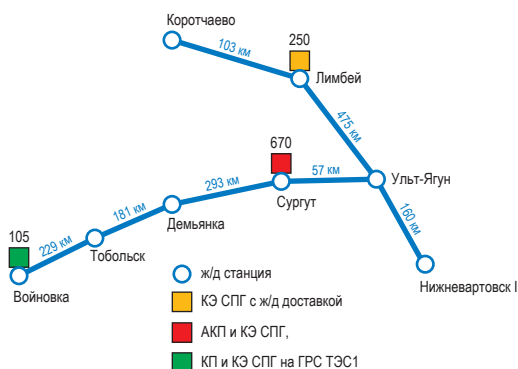 Коротчаево
103 км
250
Лимбей
475 км
670
57 км
Ульт-Ягун
293 км
Сургут
160 км
181 км
Демьянка
105
229 км
Тобольск
Войновка
Нижневартовск I
ж/д станция
КЭ СПГ с ж/д доставкой
АКП и КЭ СПГ,
КП и КЭ СПГ на ГРС ТЭС1